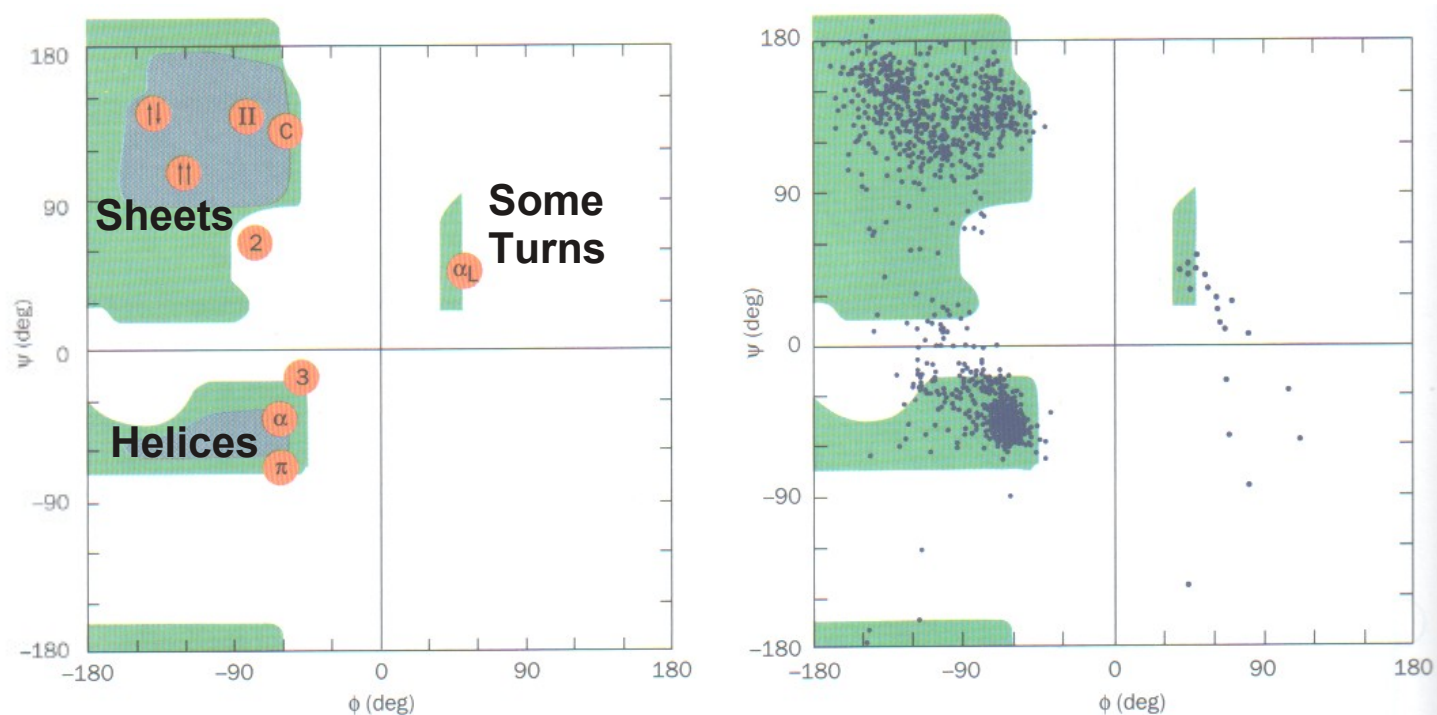 180
90
0
–90
–180
ψ (deg)
–180
–90
0
90
180
φ (deg)
↑↓
II
C
↑↑
Sheets
2
Some
Turns
αL
3
α
Helices
π
180
90
0
–90
–180
ψ (deg)
–180
–90
0
90
180
φ (deg)